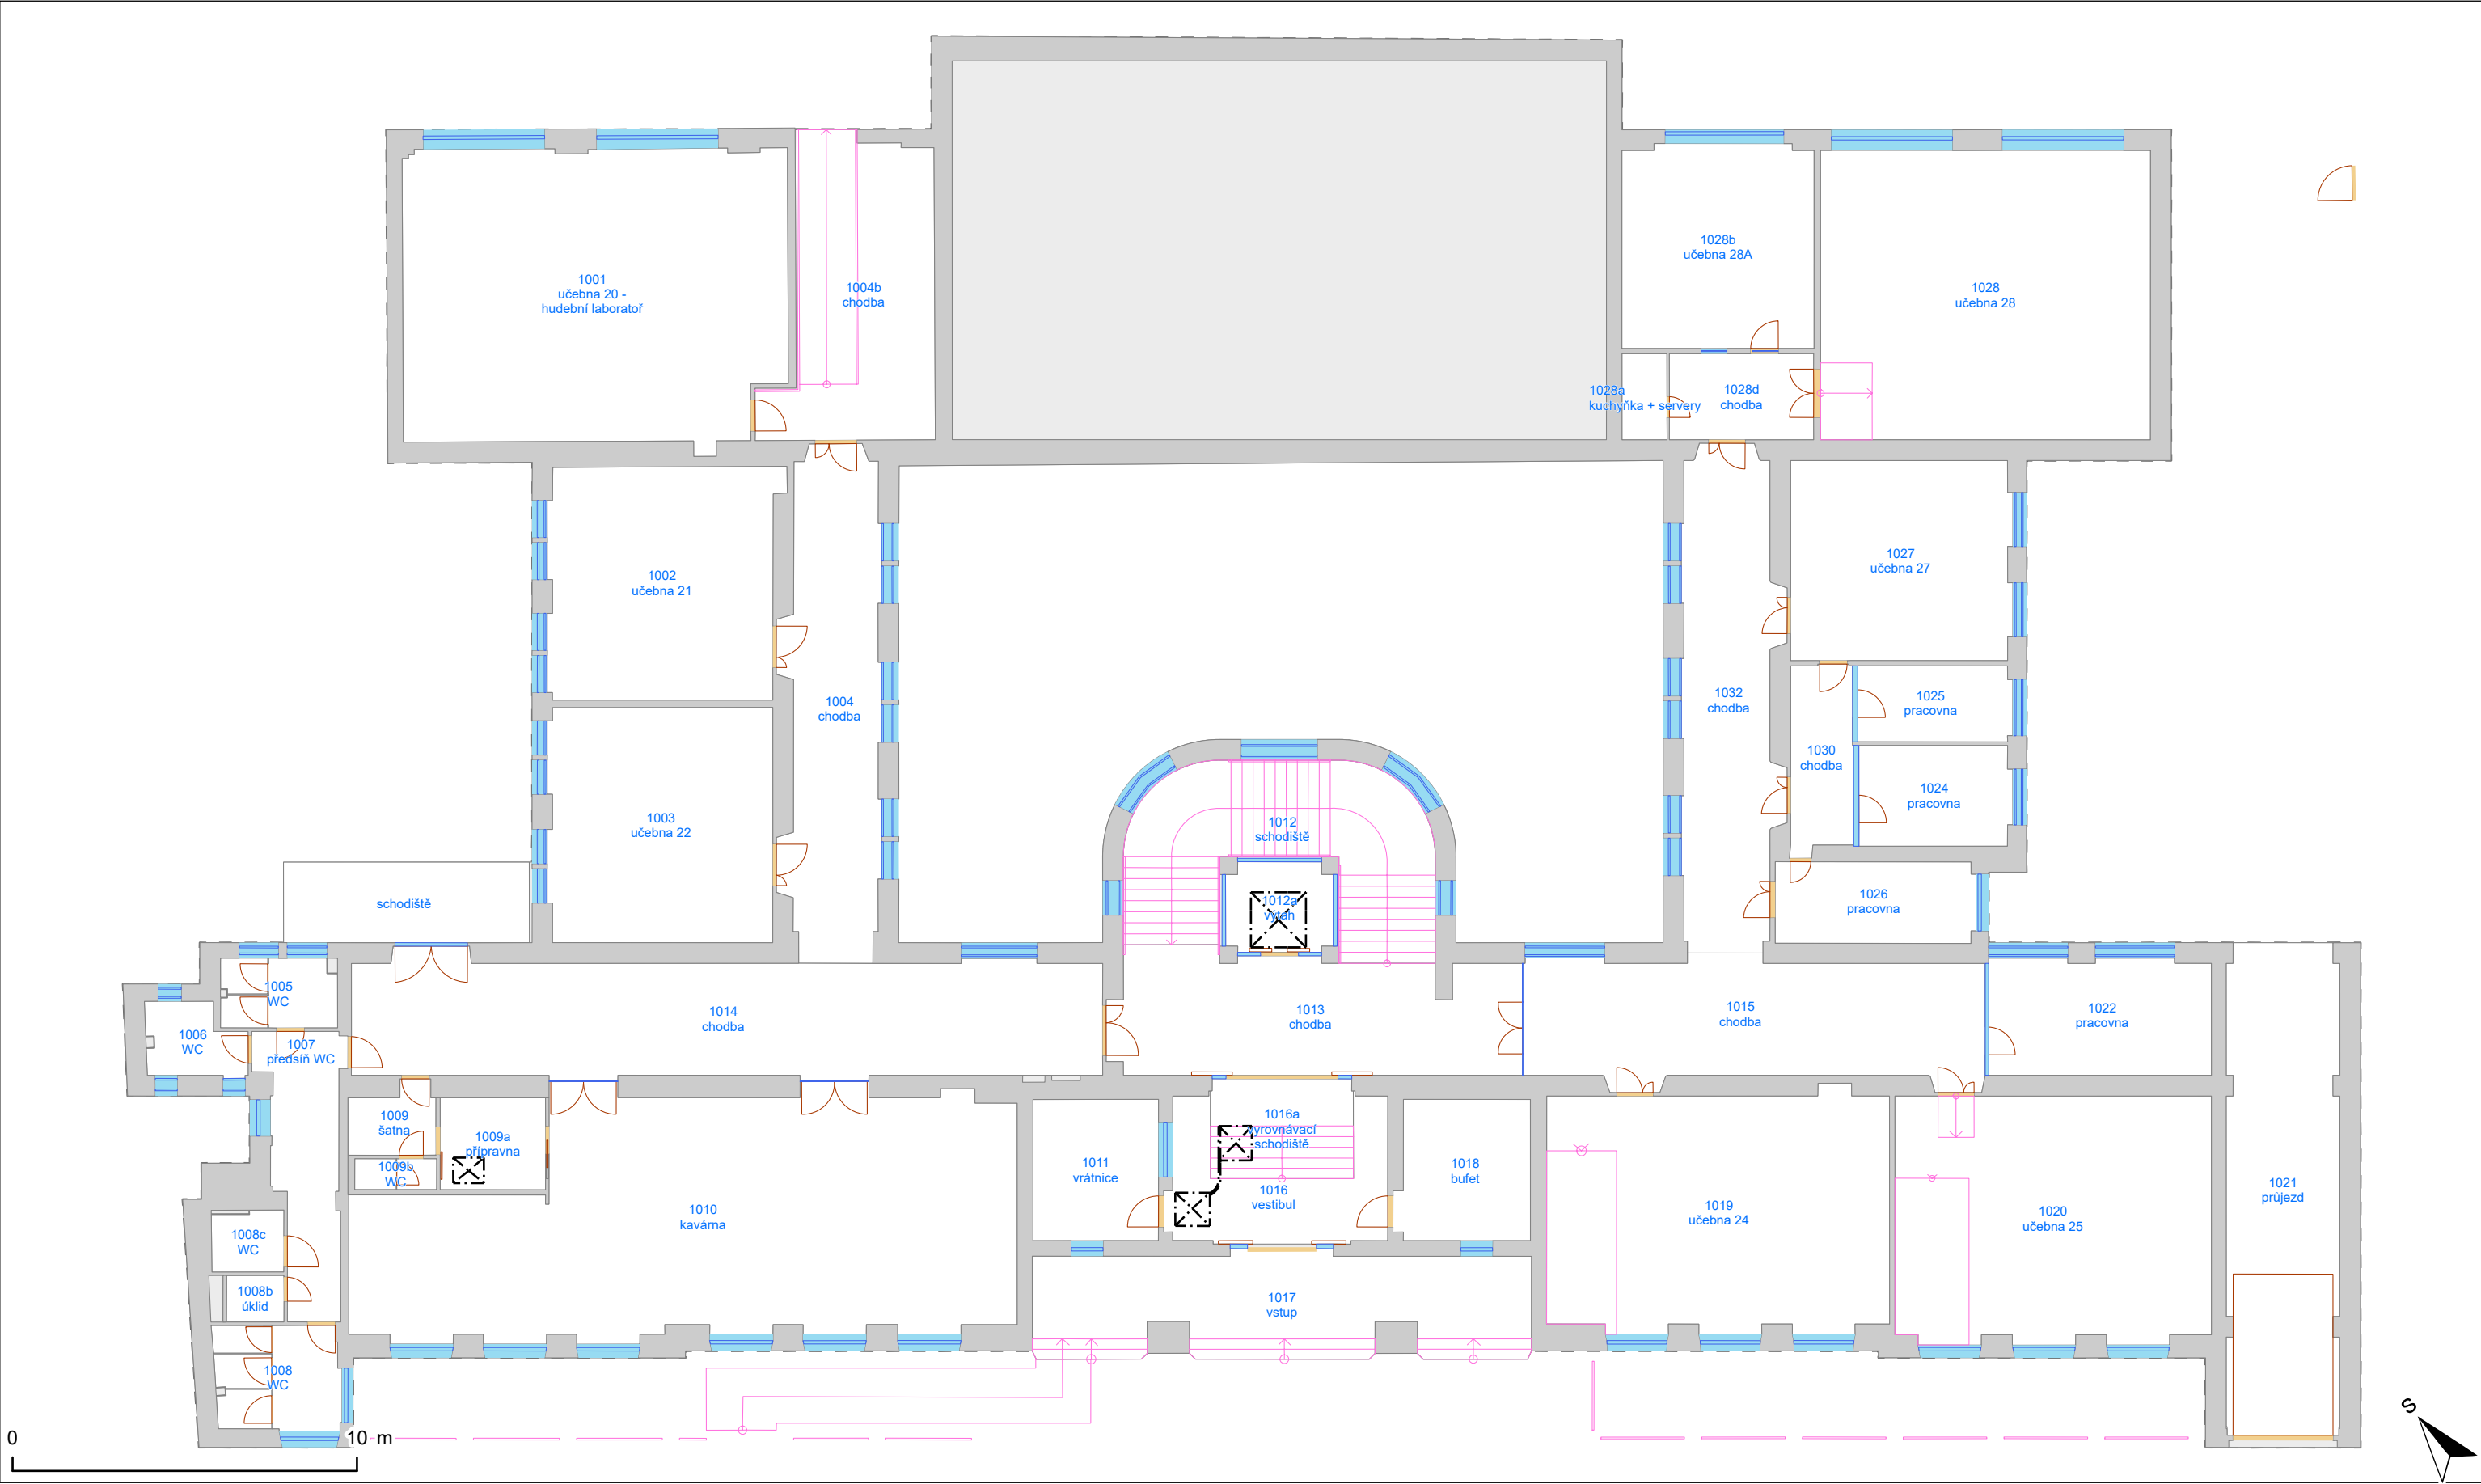 1001
učebna 20 -
hudební laboratoř
1004b
chodba
1028b
učebna 28A
1028
učebna 28
1028a
kuchyňka + servery
1028d
chodba
1002
učebna 21
1027
učebna 27
1004
chodba
1032
chodba
1025
pracovna
1030
chodba
1024
pracovna
1003
učebna 22
1012
schodiště
1012a
výtah
1026
pracovna
schodiště
1005
WC
1006
WC
1007
předsíň WC
1014
chodba
1013
chodba
1015
chodba
1022
pracovna
1009
šatna
1009a
přípravna
1009b
WC
1016a
vyrovnávací
schodiště
1011
vrátnice
1016
vestibul
1018
bufet
1010
kavárna
1019
učebna 24
1020
učebna 25
1021
průjezd
1008c
WC
1008b
úklid
1017
vstup
1008
WC
0
10 m
S